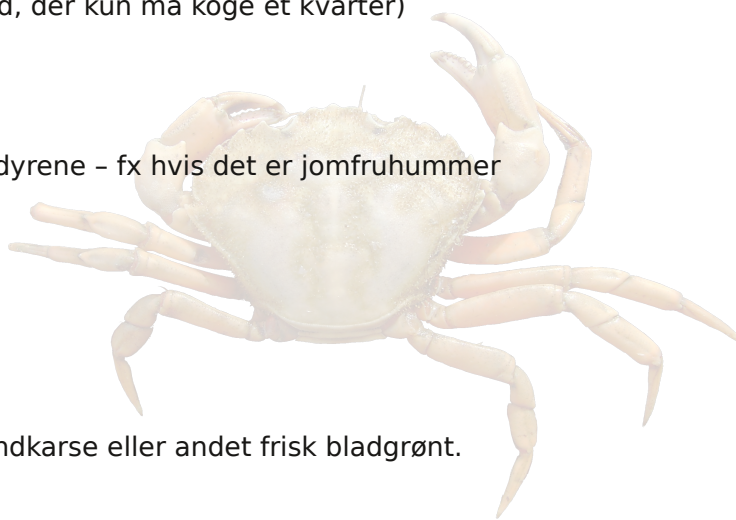 d, der kun må koge et kvarter)
dyrene – fx hvis det er jomfruhummer
ndkarse eller andet frisk bladgrønt.